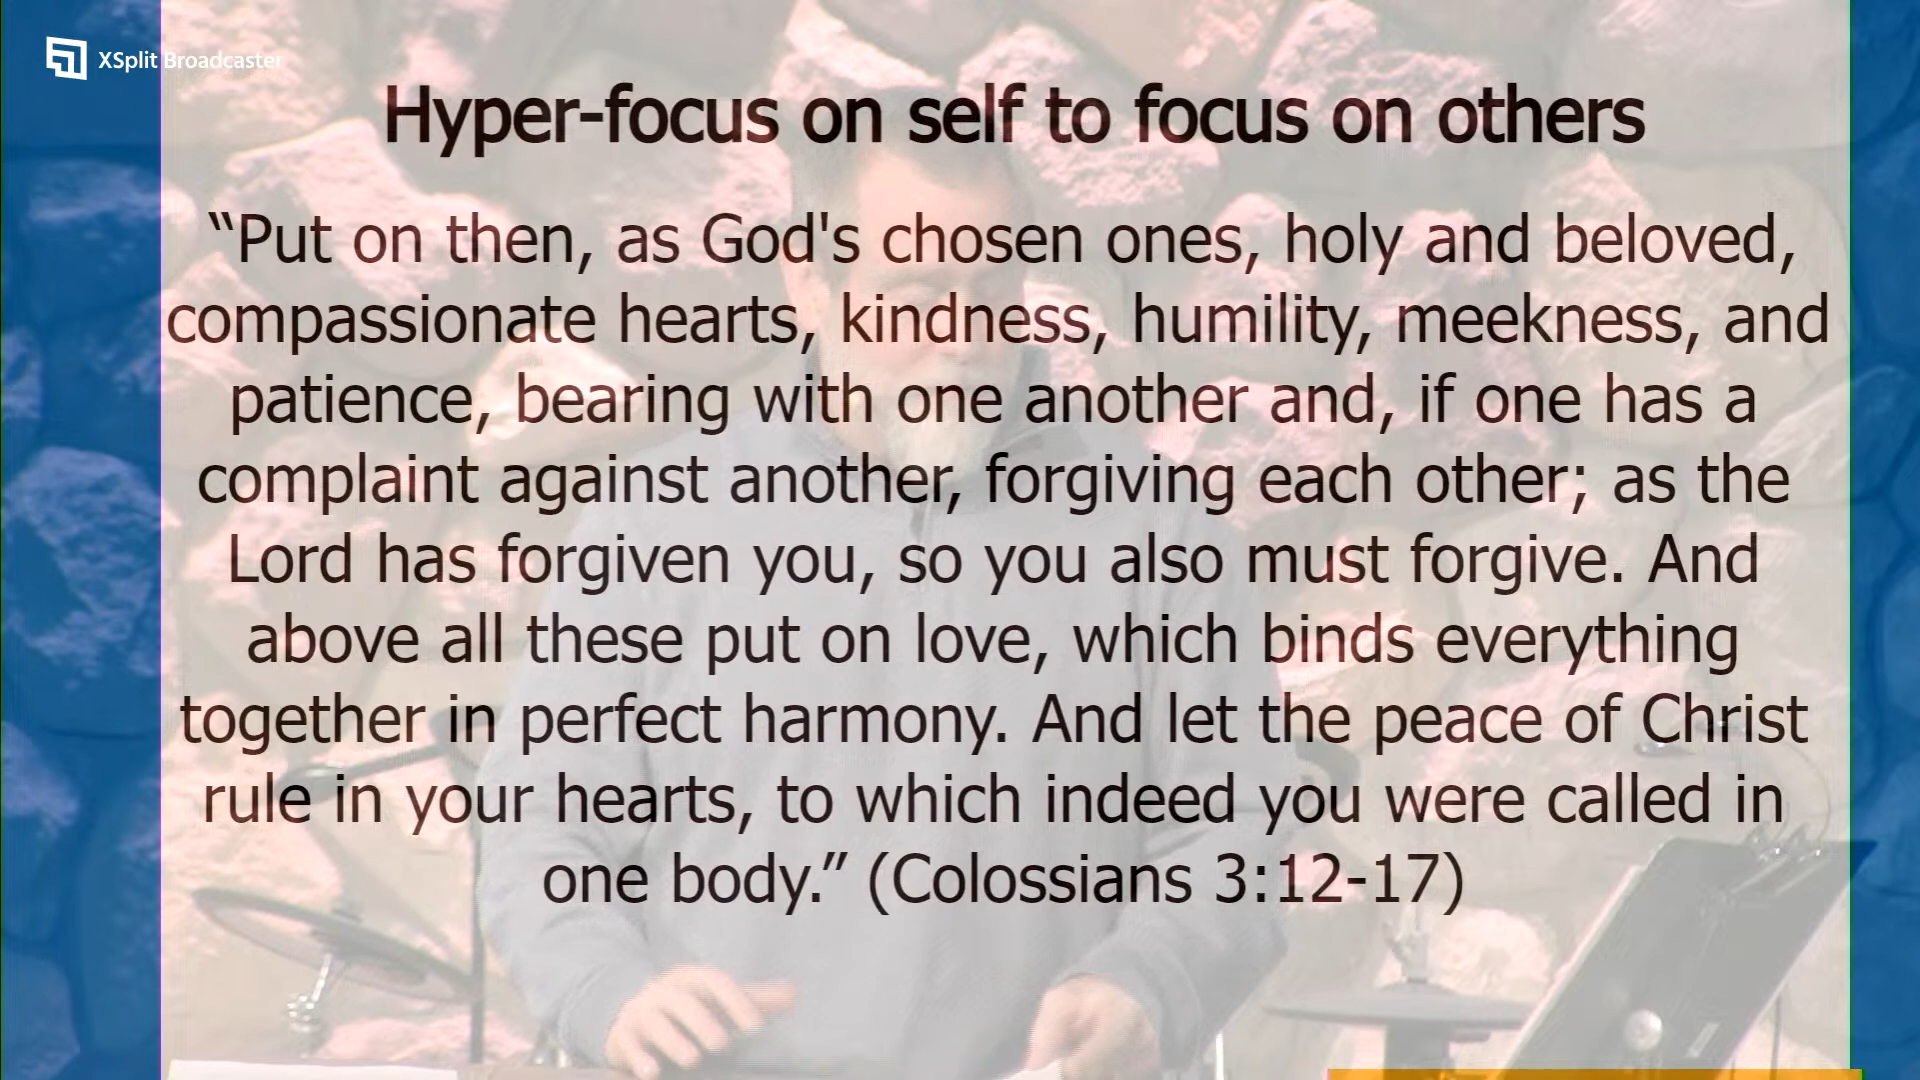 XSplit Broadcaster
Hyper-focus on self to focus on others
“Put on then, as God's chosen ones, holy and beloved,
compassionate hearts, kindness, humility, meekness, and
patience, bearing with one another and, if one has a
complaint against another, forgiving each other; as the
Lord has forgiven you, so you also must forgive. And
above all these put on love, which binds everything
together in perfect harmony. And let the peace of Christ
rule in your hearts, to which indeed you were called in
one body.” (Colossians 3:12-17)